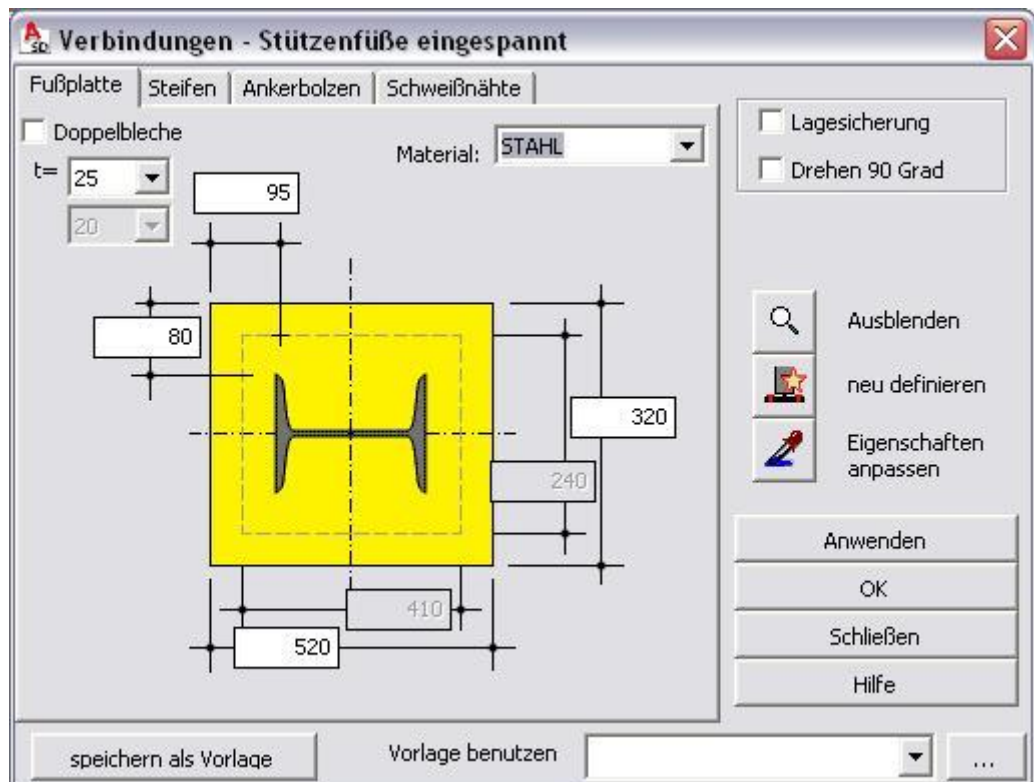 ASD Verbindungen - Stützenfüße eingespannt
Fußplatte Steifen Ankerbolzen Schweißnähte
Doppelbleche
Material: STAHL
t= 25
20
95
80
320
240
410
520
Lagesicherung
Drehen 90 Grad
Ausblenden
neu definieren
Eigenschaften
anpassen
Anwenden
OK
Schließen
Hilfe
speichern als Vorlage Vorlage benutzen ...